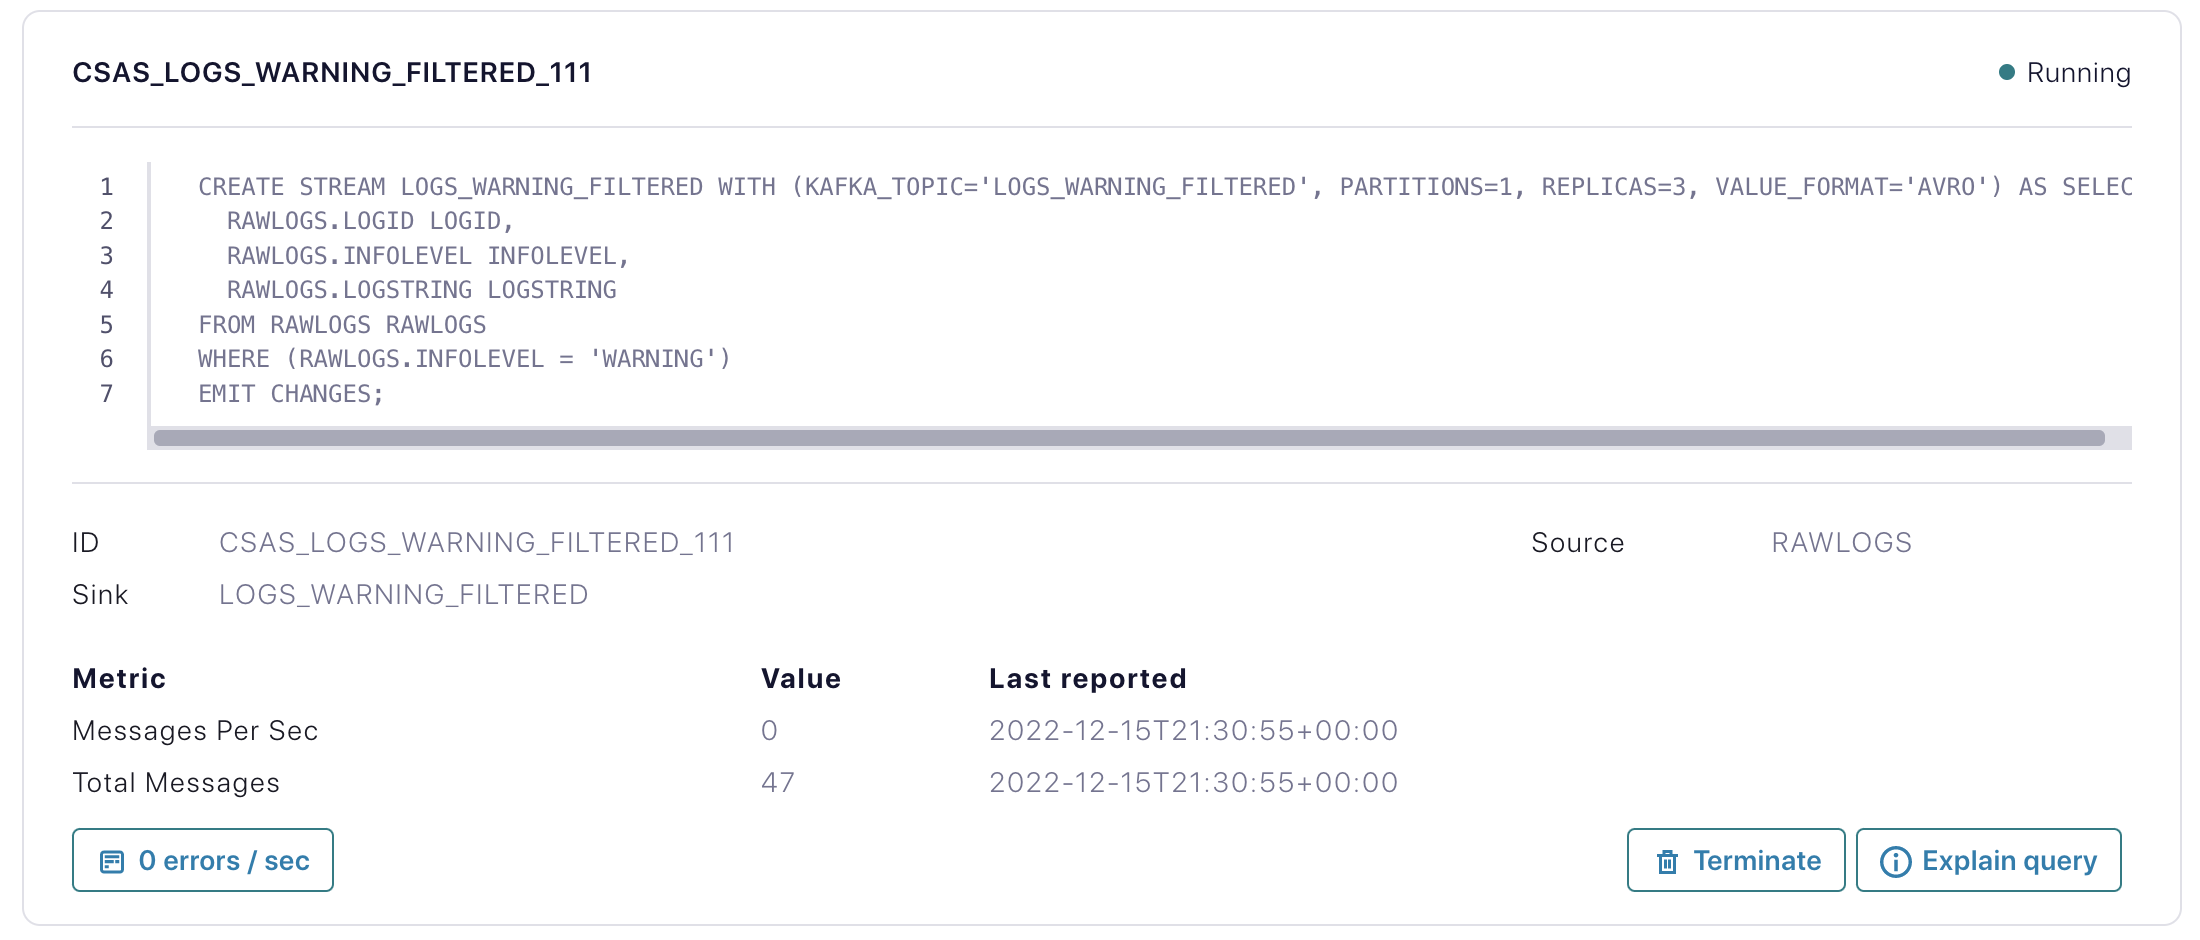 CSAS_LOGS_WARNING_FILTERED_111
Running
1 CREATE STREAM LOGS_WARNING_FILTERED WITH (KAFKA_TOPIC='LOGS_WARNING_FILTERED', PARTITIONS=1, REPLICAS=3, VALUE_FORMAT='AVRO') AS SELEC
2 RAWLOGS.LOGID LOGID,
3 RAWLOGS.INFOLEVEL INFOLEVEL,
4 RAWLOGS.LOGSTRING LOGSTRING
5 FROM RAWLOGS RAWLOGS
6 WHERE (RAWLOGS.INFOLEVEL = 'WARNING')
7 EMIT CHANGES;
ID CSAS_LOGS_WARNING_FILTERED_111 Source RAWLOGS
Sink LOGS_WARNING_FILTERED
Metric Value Last reported
Messages Per Sec 0 2022-12-15T21:30:55+00:00
Total Messages 47 2022-12-15T21:30:55+00:00
0 errors / sec Terminate Explain query